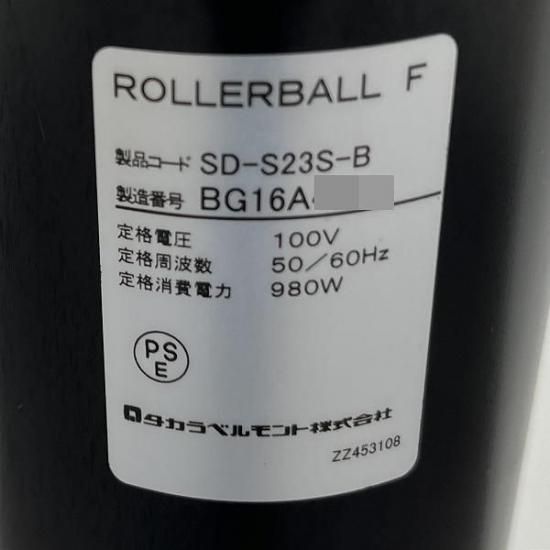 ROLLERBALL F
製品コード SD-S23S-B
製造番号 BG16A
定格電圧 100V
定格周波数 50/60Hz
定格消費電力 980W
PS
E
タカラベルモント株式会社
ZZ453108